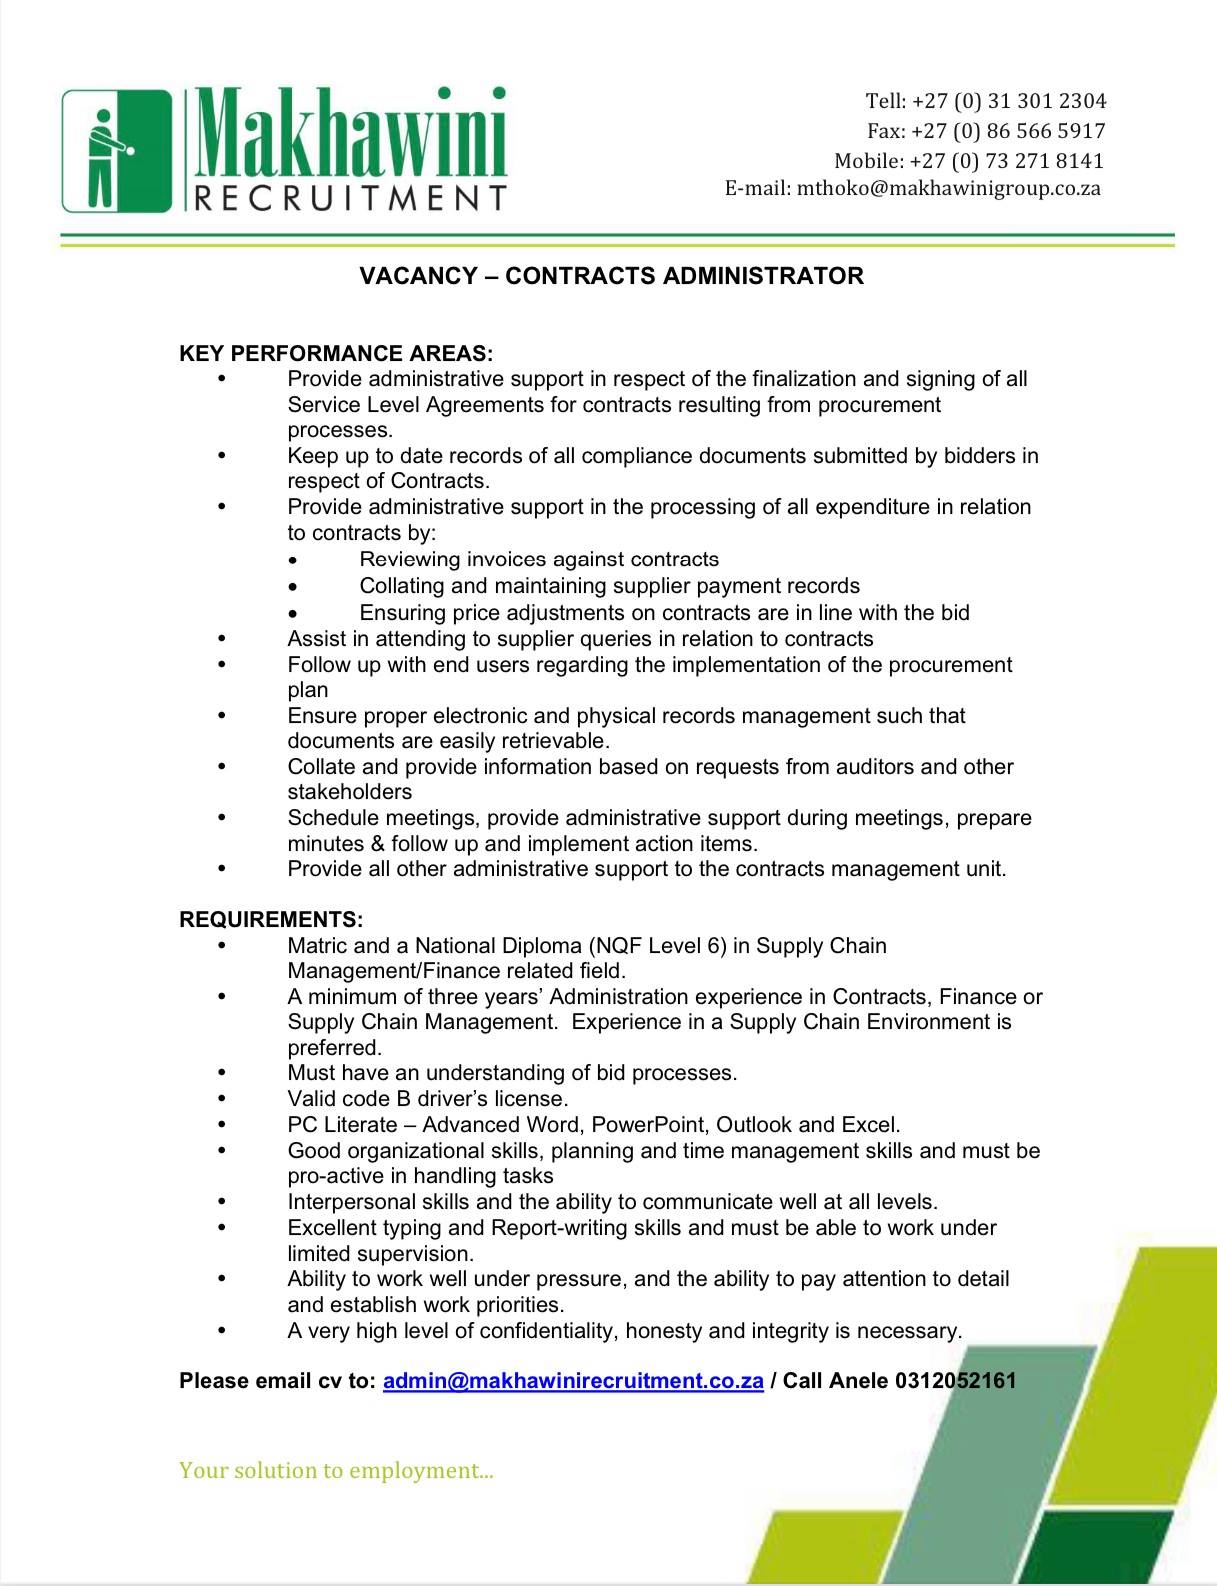 Makhawini
RECRUITMENT
Tell: +27 (0) 31 301 2304
Fax: +27 (0) 86 566 5917
Mobile: +27 (0) 73 271 8141
E-mail: mthoko@makhawinigroup.co.za
VACANCY – CONTRACTS ADMINISTRATOR
KEY PERFORMANCE AREAS:
• Provide administrative support in respect of the finalization and signing of all
Service Level Agreements for contracts resulting from procurement
processes.
• Keep up to date records of all compliance documents submitted by bidders in
respect of Contracts.
• Provide administrative support in the processing of all expenditure in relation
to contracts by:
• Reviewing invoices against contracts
• Collating and maintaining supplier payment records
• Ensuring price adjustments on contracts are in line with the bid
• Assist in attending to supplier queries in relation to contracts
• Follow up with end users regarding the implementation of the procurement
plan
• Ensure proper electronic and physical records management such that
documents are easily retrievable.
• Collate and provide information based on requests from auditors and other
stakeholders
• Schedule meetings, provide administrative support during meetings, prepare
minutes & follow up and implement action items.
• Provide all other administrative support to the contracts management unit.
REQUIREMENTS:
• Matric and a National Diploma (NQF Level 6) in Supply Chain
Management/Finance related field.
• A minimum of three years’ Administration experience in Contracts, Finance or
Supply Chain Management.  Experience in a Supply Chain Environment is
preferred.
• Must have an understanding of bid processes.
• Valid code B driver’s license.
• PC Literate – Advanced Word, PowerPoint, Outlook and Excel.
• Good organizational skills, planning and time management skills and must be
pro-active in handling tasks
• Interpersonal skills and the ability to communicate well at all levels.
• Excellent typing and Report-writing skills and must be able to work under
limited supervision.
• Ability to work well under pressure, and the ability to pay attention to detail
and establish work priorities.
• A very high level of confidentiality, honesty and integrity is necessary.
Please email cv to: admin@makhawinirecruitment.co.za / Call Anele 0312052161
Your solution to employment...